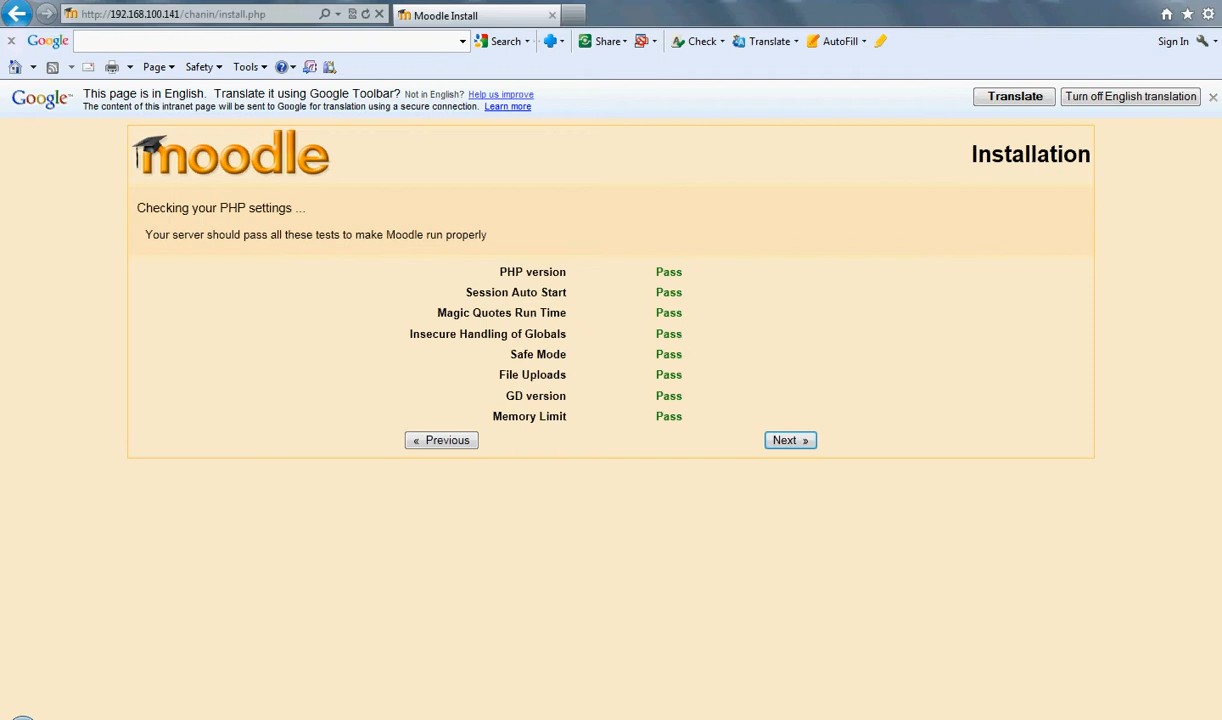 http://192.168.100.141/chanin/install.php
Moodle Install
Google
Search
Share
Check
Translate
AutoFill
Sign In
Page
Safety
Tools
Google™
This page is in English. Translate it using Google Toolbar? Not in English? Help us improve
The content of this intranet page will be sent to Google for translation using a secure connection. Learn more
Translate
Turn off English translation
moodle
Installation
Checking your PHP settings ...
Your server should pass all these tests to make Moodle run properly
PHP version Pass
Session Auto Start Pass
Magic Quotes Run Time Pass
Insecure Handling of Globals Pass
Safe Mode Pass
File Uploads Pass
GD version Pass
Memory Limit Pass
« Previous
Next »